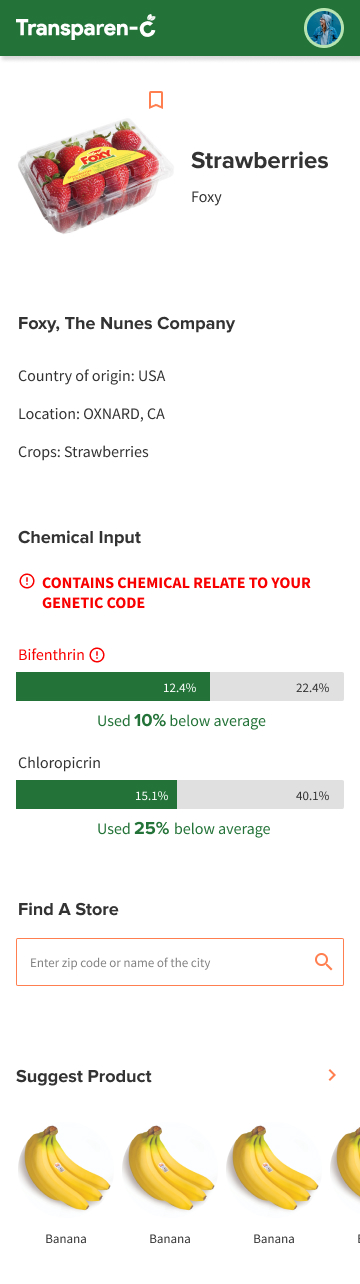 Transparen-C
FOXY
Strawberries
Foxy
Foxy, The Nunes Company
Country of origin: USA
Location: OXNARD, CA
Crops: Strawberries
Chemical Input
CONTAINS CHEMICAL RELATE TO YOUR
GENETIC CODE
Bifenthrin
12.4% 22.4%
Used 10% below average
Chloropicrin
15.1% 40.1%
Used 25% below average
Find A Store
Enter zip code or name of the city
Suggest Product
Banana Banana Banana